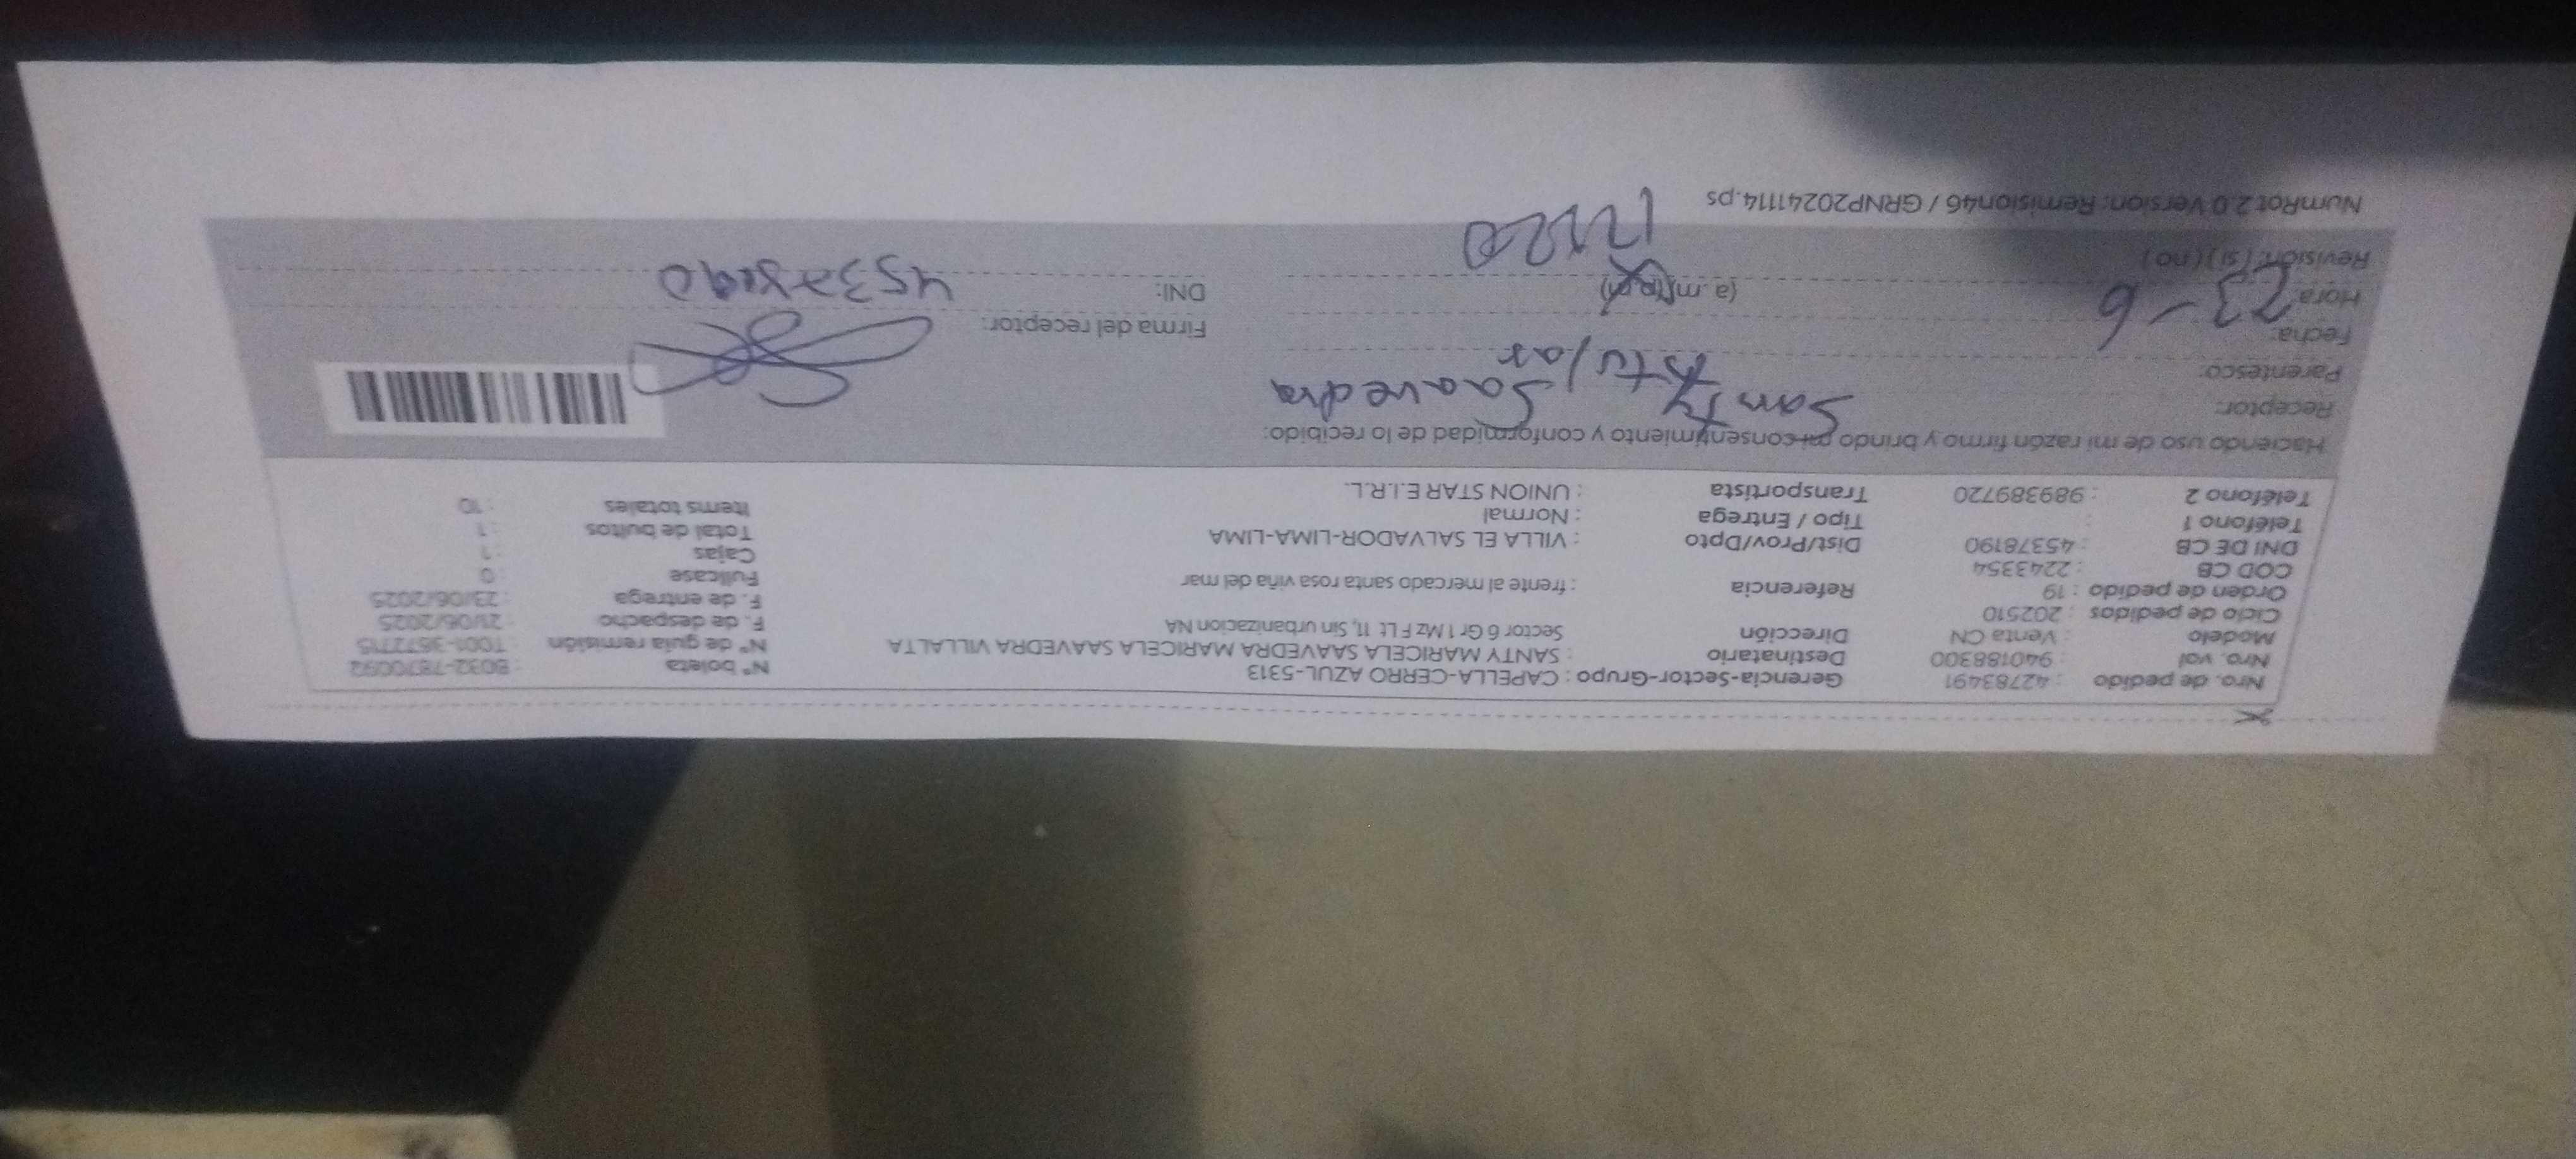 Nro. de pedido : 42783491 Gerencia-Sector-Grupo : CAPELLA-CERRO AZUL-5313 N° boleta : B032-7870092
Nro. val : 940188300 Destinatario : SANTY MARICELA SAAVEDRA MARICELA SAAVEDRA VILLALTA N° de guía remisión : T001-3672715
Modelo : Venta CN Dirección Sector 6 Gr 1 Mz F Lt 11, Sin urbanizacion NA F. de despacho : 21/06/2025
Ciclo de pedidos : 202510 F. de entrega : 23/06/2025
Orden de pedido : 19 Referencia : frente al mercado santa rosa viña del mar Fullcase : 0
COD CB : 2243354 Cajas : 1
DNI DE CB : 45378190 Dist/Prov/Dpto : VILLA EL SALVADOR-LIMA-LIMA Total de bultos : 1
Teléfono 1 : Tipo / Entrega : Normal Items totales : 10
Teléfono 2 : 989389720 Transportista : UNION STAR E.I.R.L.
Haciendo uso de mi razón firmo y brindo mi consentimiento y conformidad de lo recibido:
Receptor: Santy Saavedra
Parentesco: titular
Fecha: 23-6 Firma del receptor:
Hora (a.m) (p.m) 12:20 DNI: 45378190
Revisión: (si) (no)
NumRot 2.0 Version: Remision46 / GRNP20241114.ps